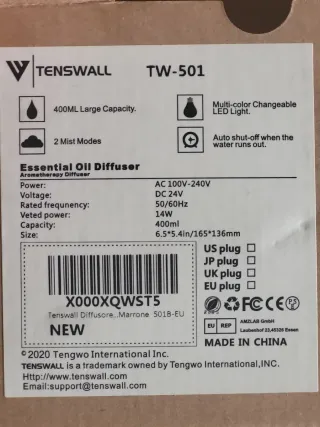 TENSWALL TW-501
400ML Large Capacity.
Multi-color Changeable
LED Light.
2 Mist Modes
Auto shut-off when the
water runs out.
Essential Oil Diffuser
Aromatherapy Diffuser
Power: AC 100V-240V
Voltage: DC 24V
Rated frequnency: 50/60Hz
Veted power: 14W
Capacity: 400ml
Size: 6.5*5.4in/165*136mm
X000XQWST5
Tenswall Diffusore,.Marrone 501B-EU
NEW
US plug
JP plug
UK plug
EU plug
EU REP
AMZLAB GmbH
Laubenhof 23,45326 Essen
MADE IN CHINA
©2020 Tengwo International Inc.
TENSWALL is a trademark owned by Tengwo International,INC.
Http://www.tenswall.com
Email:support@tenswall.com